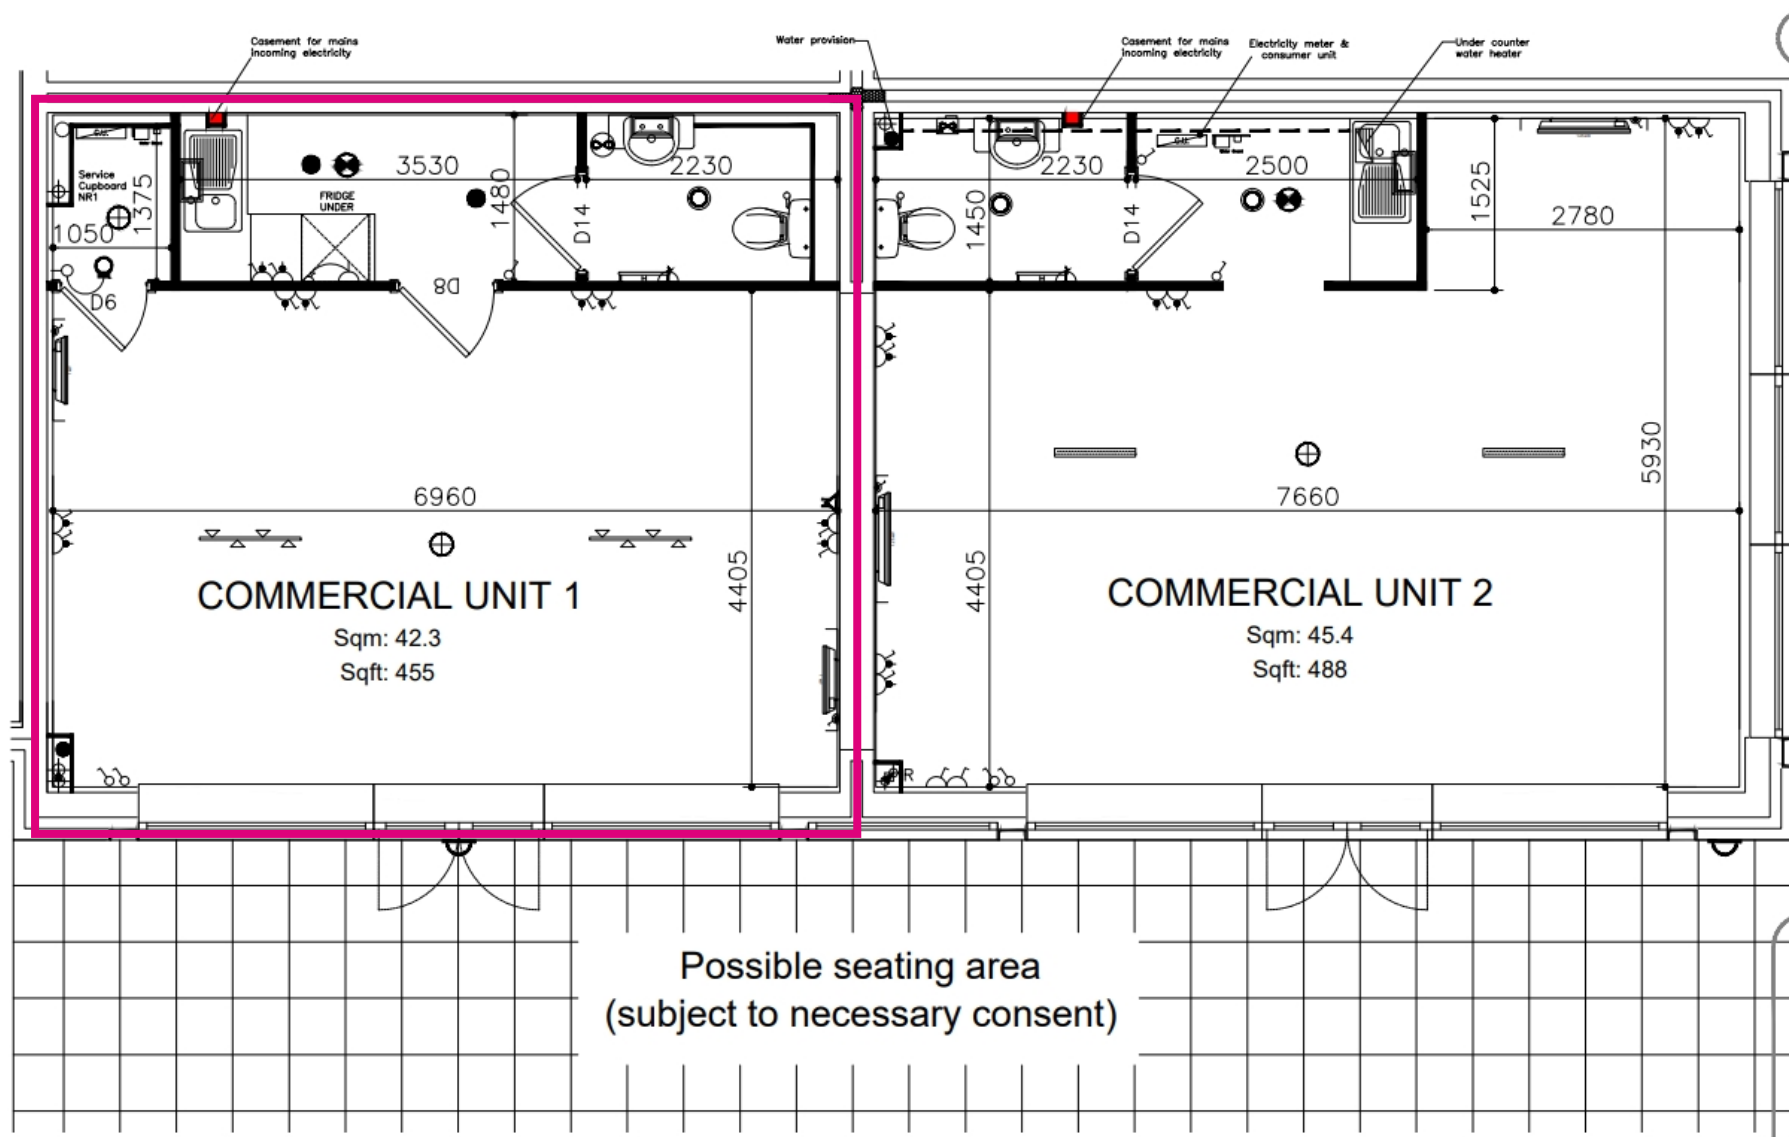 Casement for mains
incoming electricity
Water provision
Casement for mains
incoming electricity
Electricity meter &
consumer unit
Under counter
water heater
3530
2230
2230
2500
1525
2780
Service
Cupboard
NR1
1375
1050
FRIDGE
UNDER
1480
D14
1450
D14
D6
D8
5930
6960
7660
4405
4405
COMMERCIAL UNIT 1
Sqm: 42.3
Sqft: 455
COMMERCIAL UNIT 2
Sqm: 45.4
Sqft: 488
Possible seating area
(subject to necessary consent)